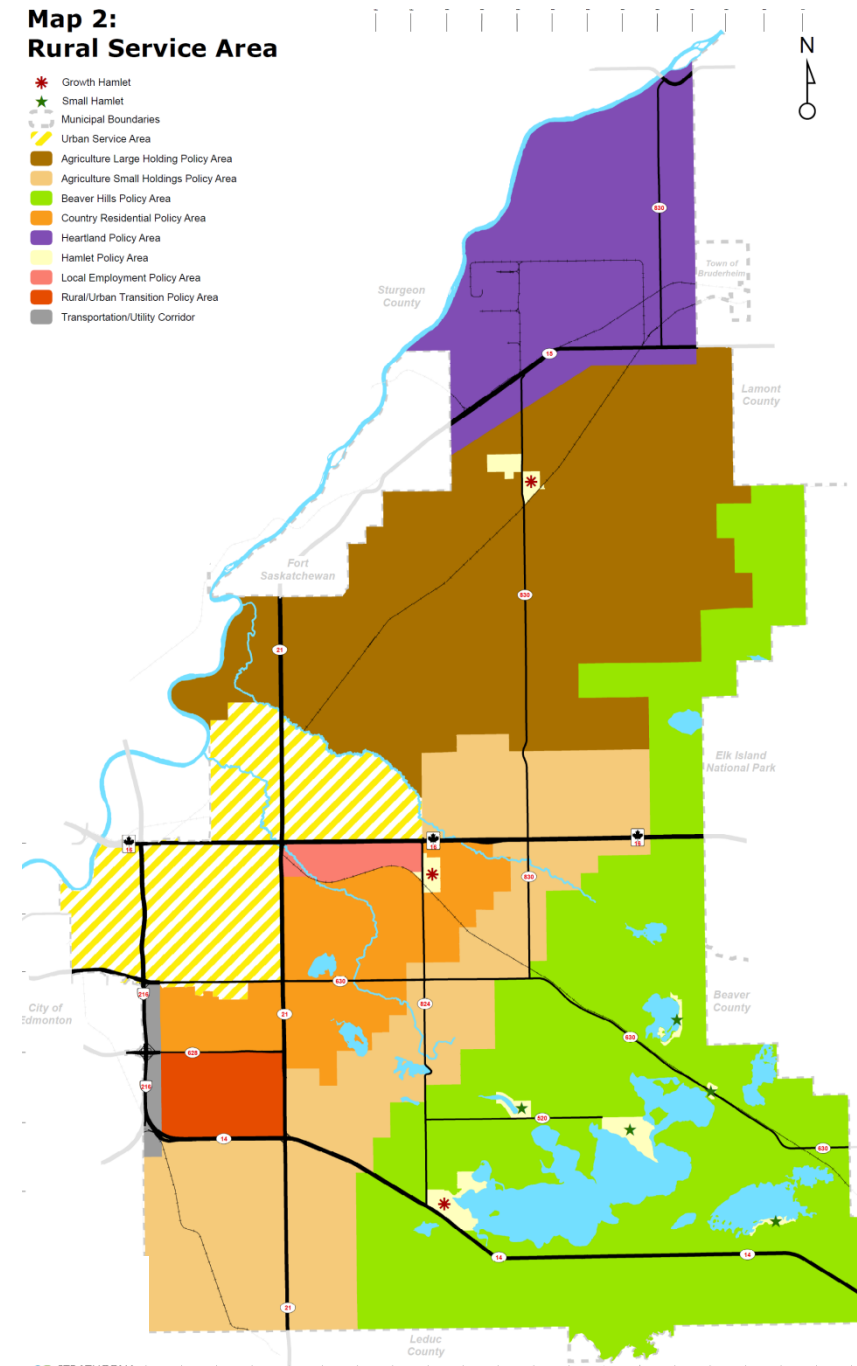 Map 2:
Rural Service Area
N
Growth Hamlet
Small Hamlet
Municipal Boundaries
Urban Service Area
Agriculture Large Holding Policy Area
Agriculture Small Holdings Policy Area
Beaver Hills Policy Area
Country Residential Policy Area
Heartland Policy Area
Hamlet Policy Area
Local Employment Policy Area
Rural/Urban Transition Policy Area
Transportation/Utility Corridor
830
Town of
Bruderheim
Sturgeon
County
15
Lamont
County
Fort
Saskatchewan
830
21
Elk Island
National Park
16
16
16
830
630
216
824
21
City of
Edmonton
Beaver
County
630
628
216
520
14
630
14
14
21
Leduc
County